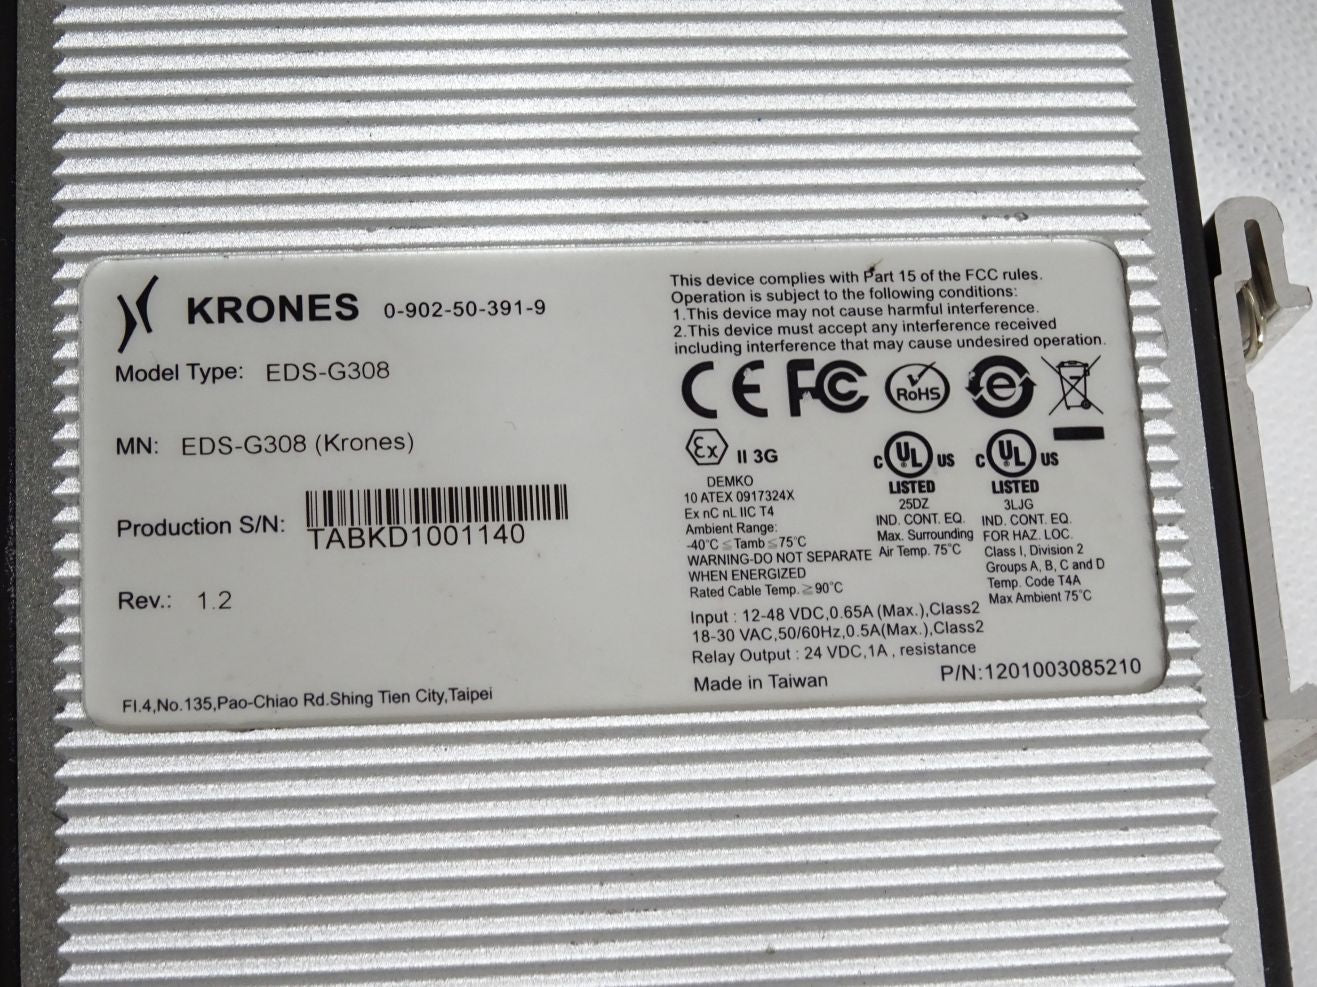 KRONES 0-902-50-391-9
Model Type: EDS-G308
MN: EDS-G308 (Krones)
Production S/N:
TABKD1001140
Rev.: 1.2
Fl.4,No.135,Pao-Chiao Rd.Shing Tien City,Taipei
This device complies with Part 15 of the FCC rules.
Operation is subject to the following conditions:
1.This device may not cause harmful interference.
2.This device must accept any interference received
including interference that may cause undesired operation.
CE FC RoHS e
Ex II 3G
DEMKO
10 ATEX 0917324X
Ex nC nL IIC T4
Ambient Range:
-40°C ≤Tamb ≤75°C
WARNING-DO NOT SEPARATE
WHEN ENERGIZED
Rated Cable Temp.≥90°C
C UL US
LISTED
25DZ
IND. CONT. EQ.
Max. Surrounding
Air Temp. 75°C
C UL US
LISTED
3LJG
IND. CONT. EQ.
FOR HAZ. LOC.
Class I, Division 2
Groups A, B, C and D
Temp. Code T4A
Max Ambient 75°C
Input : 12-48 VDC,0.65A (Max.),Class2
18-30 VAC,50/60Hz,0.5A(Max.),Class2
Relay Output : 24 VDC,1A , resistance
Made in Taiwan
P/N:1201003085210